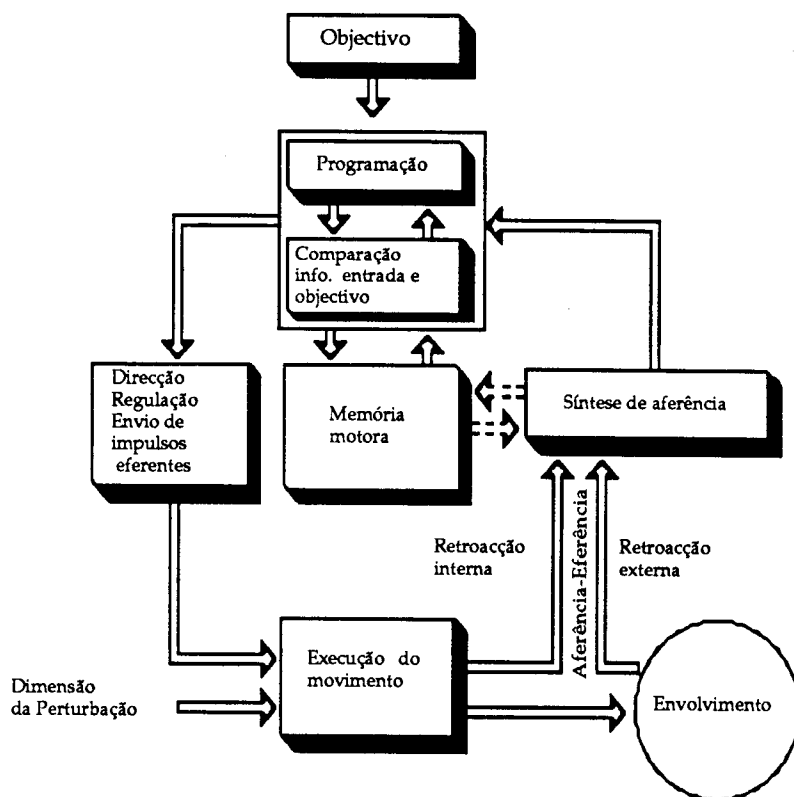 Objectivo
Programação
Comparação
info. entrada e
objectivo
Direcção
Regulação
Envio de
impulsos
eferentes
Memória
motora
Síntese de aferência
Retroacção
interna
Aferência-Eferência
Retroacção
externa
Execução do
movimento
Dimensão
da Perturbação
Envolvimento